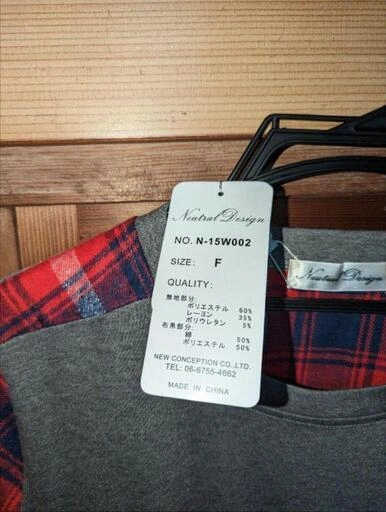 Neutral Design
NO. N-15W002
SIZE: F
QUALITY:
無地部分:
ポリエステル 60%
レーヨン 35%
ポリウレタン 5%
布帛部分:
綿 50%
ポリエステル 50%
NEW CONCEPTION CO.,LTD.
TEL: 06-6755-4662
MADE IN CHINA
Neutral Design